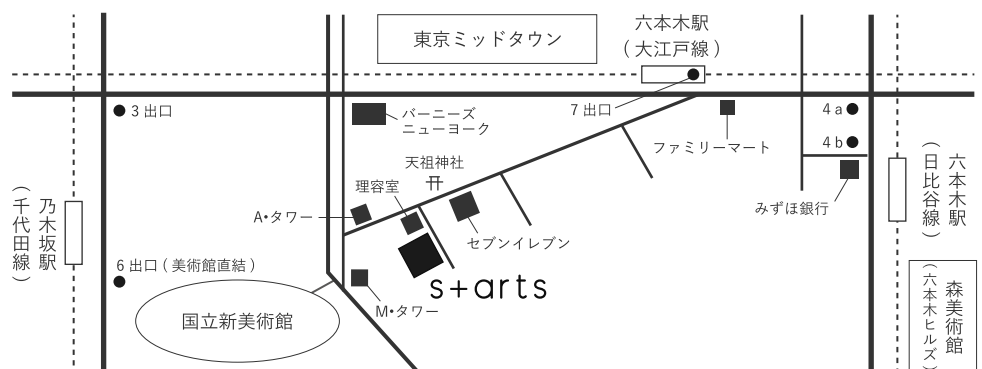 東京ミッドタウン
六本木駅
(大江戸線)
3 出口
バーニーズ
ニューヨーク
7 出口
4 a
4 b
ファミリーマート
天祖神社
理容室
A•タワー
セブンイレブン
みずほ銀行
乃木坂駅
(千代田線)
六本木駅
(日比谷線)
6 出口 ( 美術館直結 )
s+arts
M•タワー
国立新美術館
森美術館
(六本木ヒルズ)